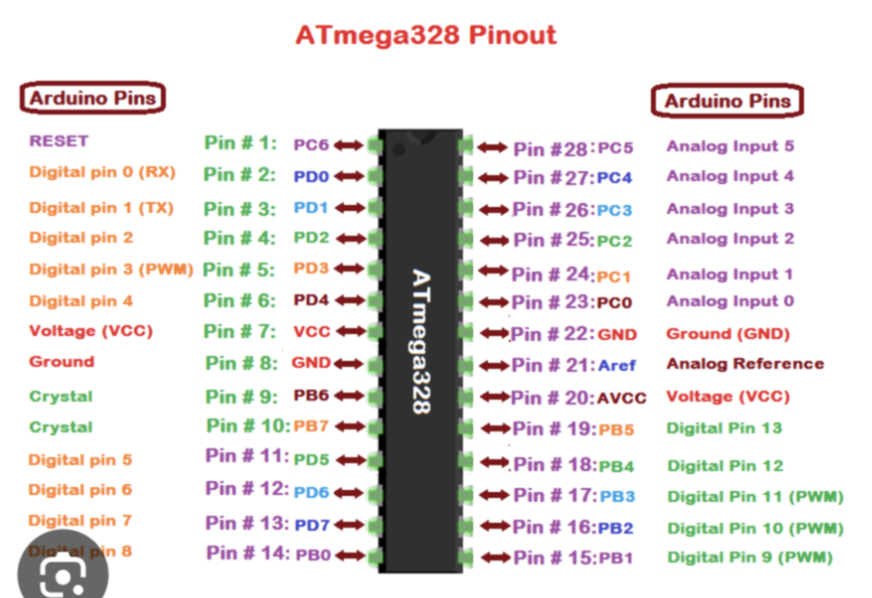 ATmega328 Pinout
Arduino Pins Arduino Pins
RESET Pin # 1: PC6 Pin #28:PC5 Analog Input 5
Digital pin 0 (RX) Pin # 2: PD0 Pin #27:PC4 Analog Input 4
Digital pin 1 (TX) Pin # 3: PD1 Pin # 26:PC3 Analog Input 3
Digital pin 2 Pin # 4: PD2 Pin # 25:PC2 Analog Input 2
Digital pin 3 (PWM) Pin # 5: PD3 Pin # 24:PC1 Analog Input 1
Digital pin 4 Pin # 6: PD4 Pin # 23:PC0 Analog Input 0
Voltage (VCC) Pin # 7: VCC Pin # 22:GND Ground (GND)
Ground Pin # 8: GND Pin # 21:Aref Analog Reference
Crystal Pin # 9: PB6 Pin # 20:AVCC Voltage (VCC)
Crystal Pin # 10:PB7 Pin # 19:PB5 Digital Pin 13
Digital pin 5 Pin # 11: PD5 Pin # 18:PB4 Digital Pin 12
Digital pin 6 Pin # 12: PD6 Pin # 17:PB3 Digital Pin 11 (PWM)
Digital pin 7 Pin # 13: PD7 Pin # 16:PB2 Digital Pin 10 (PWM)
Digital pin 8 Pin # 14: PB0 Pin # 15:PB1 Digital Pin 9 (PWM)
ATmega328